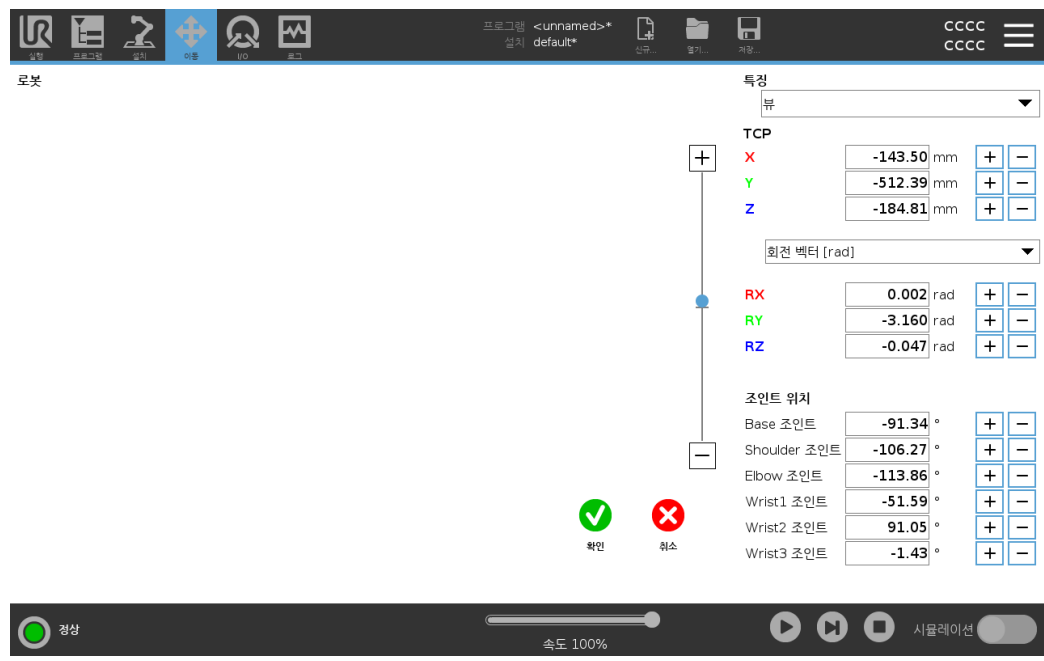 UR
실행 프로그램 설치 이동 I/O 로그
프로그램 <unnamed>*
설치 default*
신규... 열기... 저장...
CCCC
CCCC
로봇
특징
뷰
TCP
X -143.50 mm + −
Y -512.39 mm + −
Z -184.81 mm + −
회전 벡터 [rad]
RX 0.002 rad + −
RY -3.160 rad + −
RZ -0.047 rad + −
조인트 위치
Base 조인트 -91.34 ° + −
Shoulder 조인트 -106.27 ° + −
Elbow 조인트 -113.86 ° + −
Wrist1 조인트 -51.59 ° + −
Wrist2 조인트 91.05 ° + −
Wrist3 조인트 -1.43 ° + −
확인 취소
정상
속도 100%
시뮬레이션